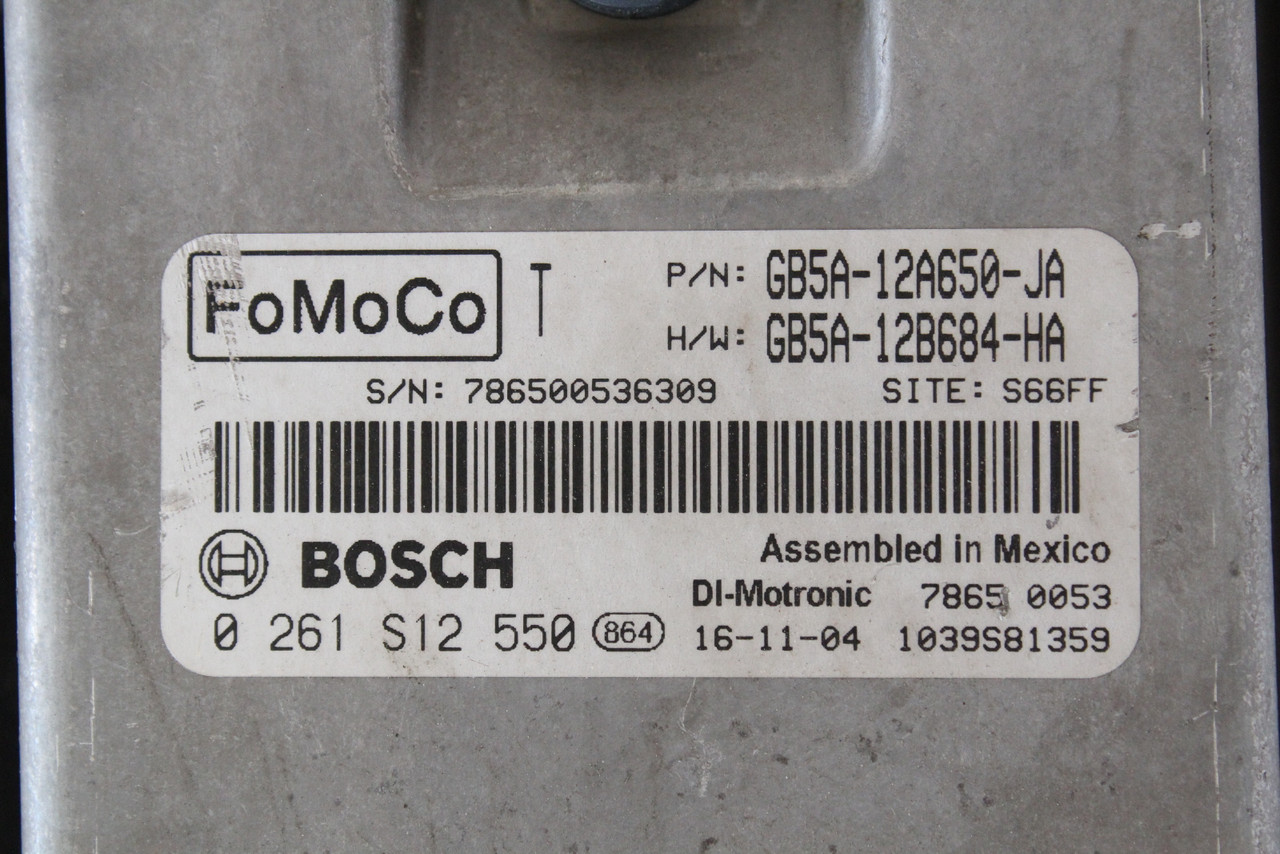 FoMoCo T P/N: GB5A-12A650-JA
H/W: GB5A-12B684-HA
S/N: 786500536309 SITE: S66FF
BOSCH Assembled in Mexico
DI-Motronic 7865 0053
0 261 S12 550 864 16-11-04 1039S81359